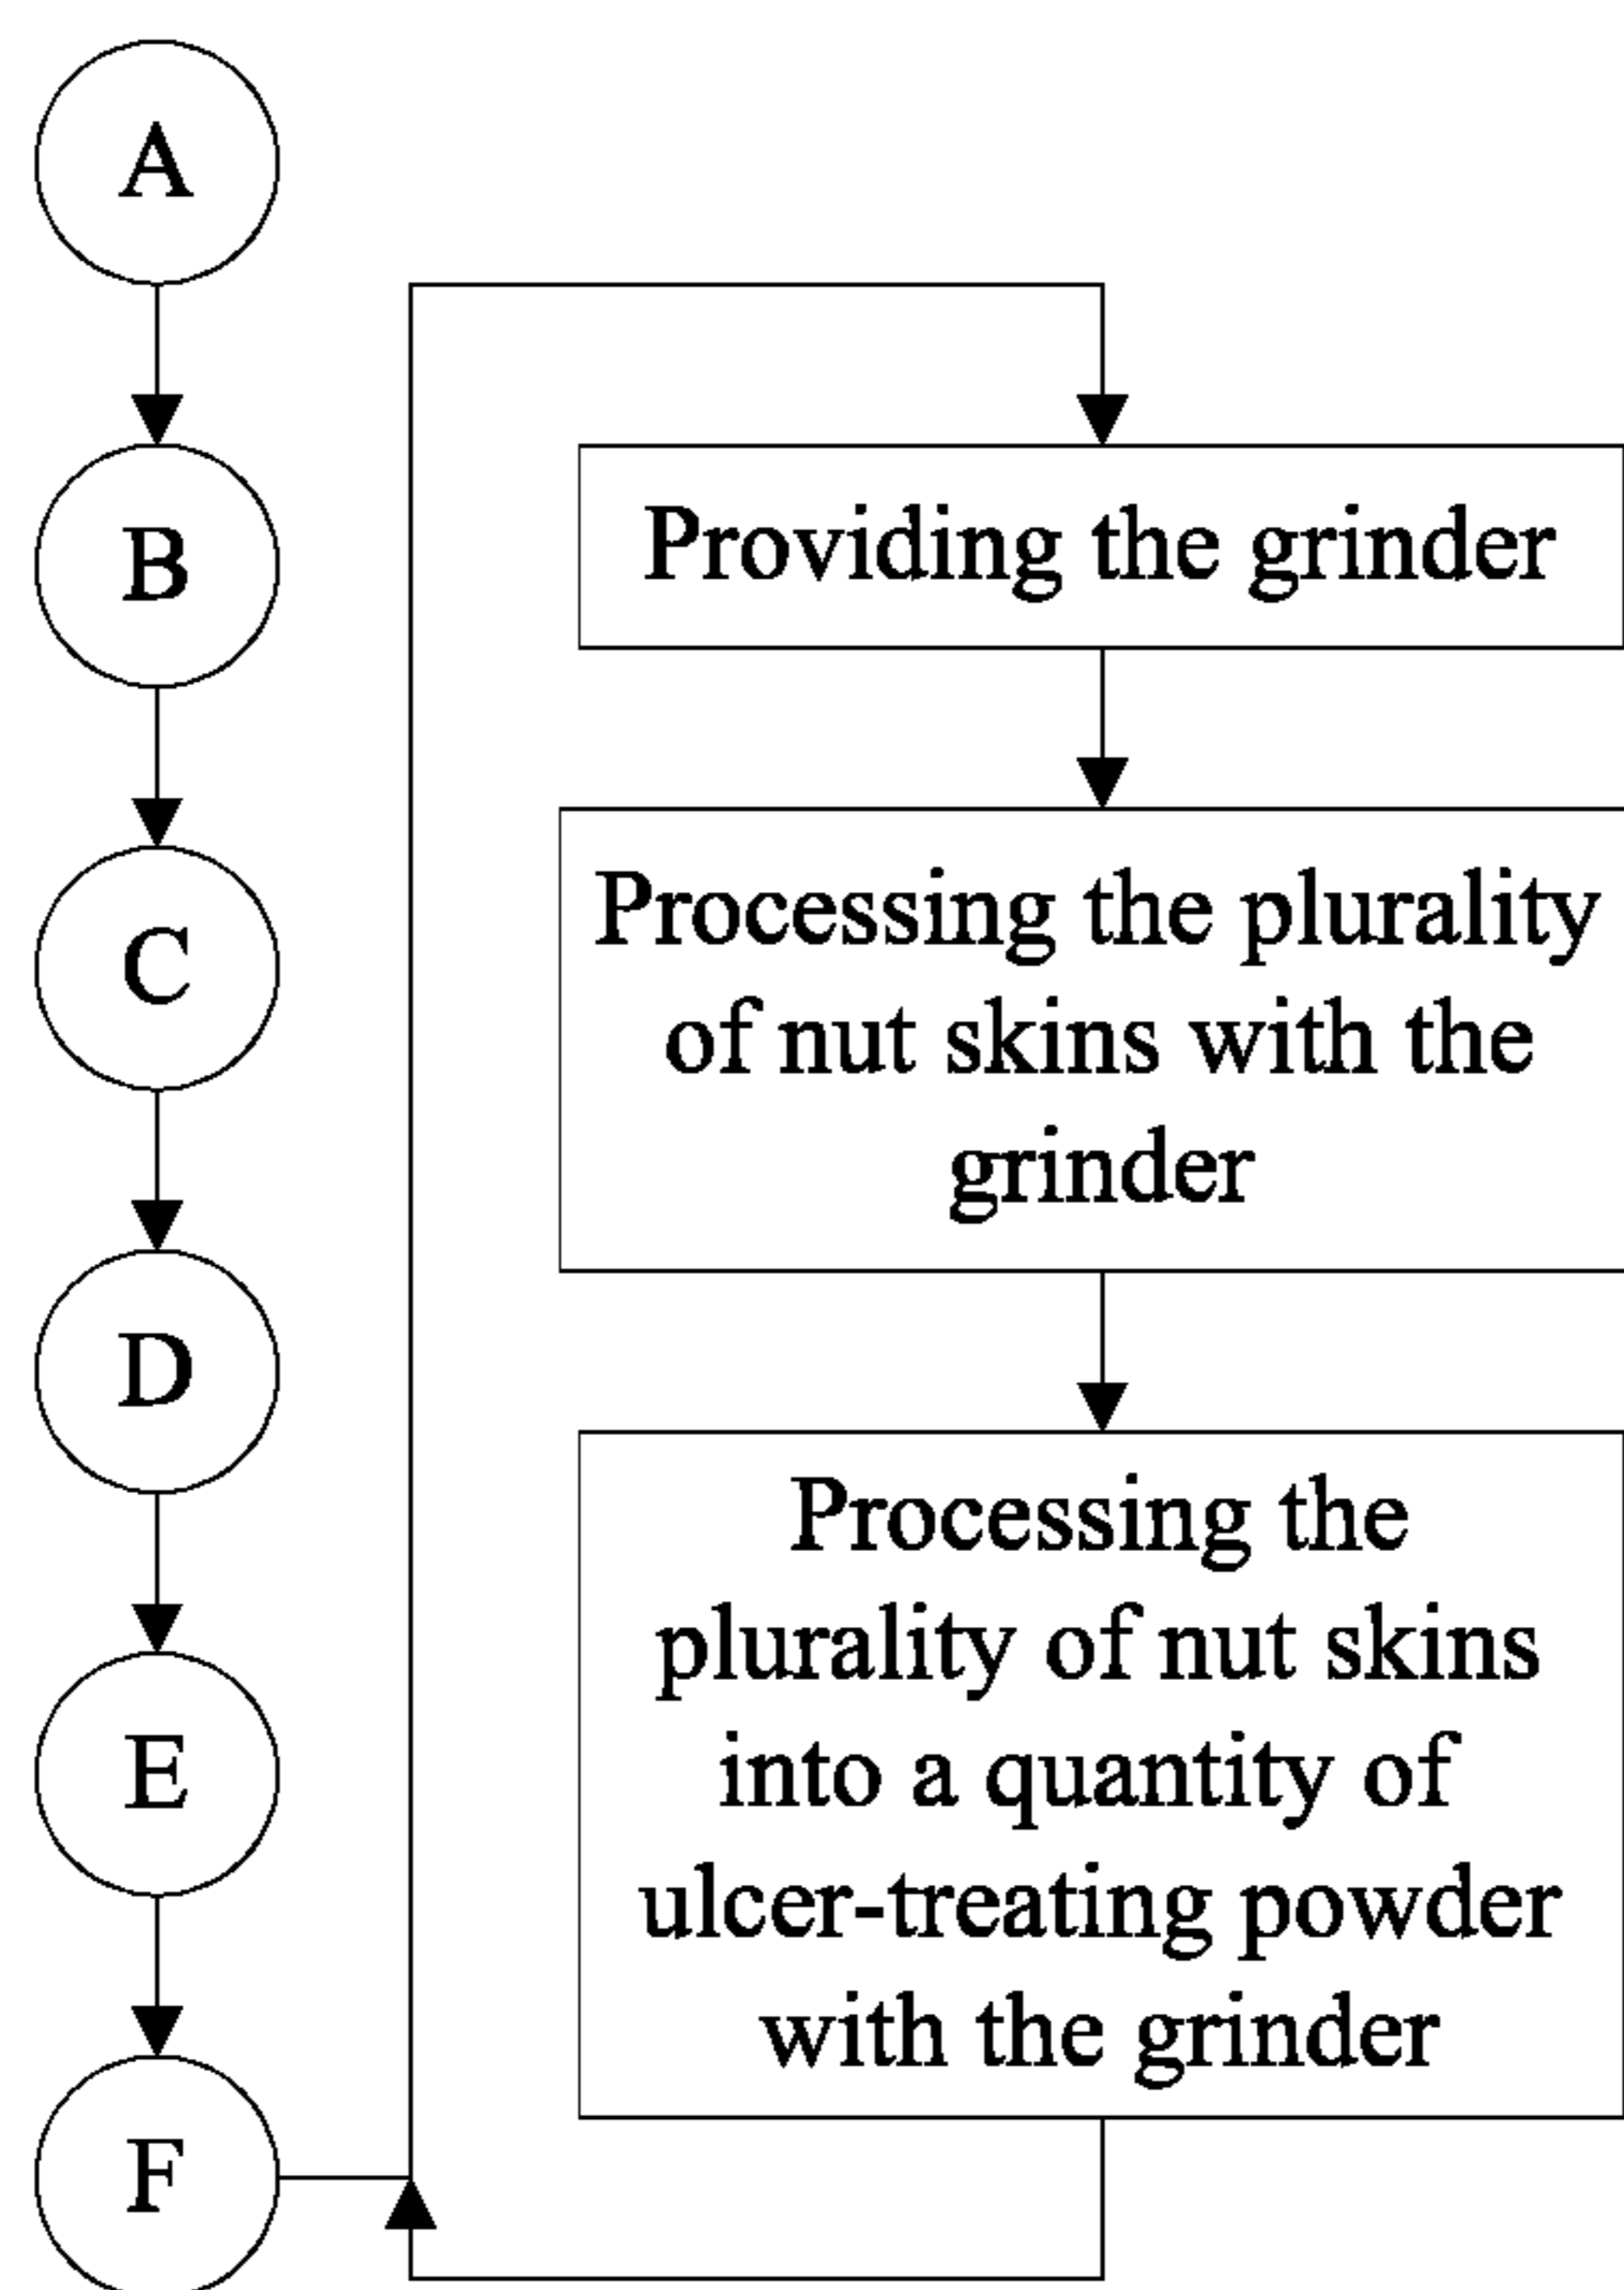 A
B
C
D
E
F
Providing the grinder
Processing the plurality
of nut skins with the
grinder
Processing the
plurality of nut skins
into a quantity of
ulcer-treating powder
with the grinder